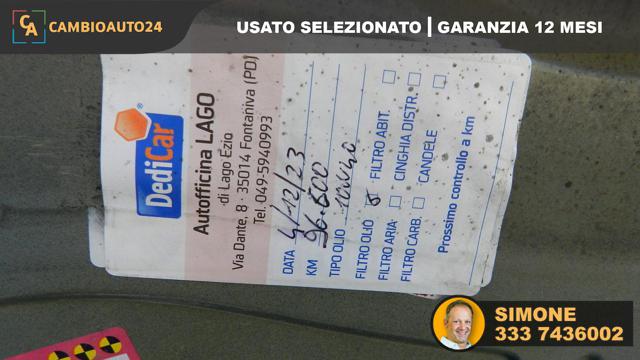 CA CAMBIOAUTO24
USATO SELEZIONATO | GARANZIA 12 MESI
DediCar
Autofficina LAGO
di Lago Ezio
Via Dante, 8 - 35014 Fontaniva (PD)
Tel. 049-5940993
DATA 4/12/23
KM 96.600
TIPO OLIO 10W40
FILTRO OLIO
FILTRO ABIT.
FILTRO ARIA
CINGHIA DISTR.
FILTRO CARB.
CANDELE
Prossimo controllo a km
SIMONE
333 7436002